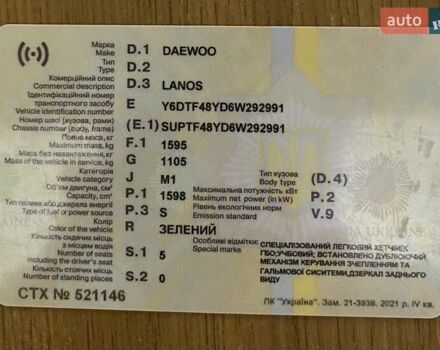 auto
Марка
Make D.1 DAEWOO
Тип
Type D.2
Комерційний опис
Commercial description D.3 LANOS
Ідентифікаційний номер
транспортного засобу
Vehicle identification number E Y6DTF48YD6W292991
Номер шасі (кузова, рами)
Chassis number (body, frame) (E.1) SUPTF48YD6W292991
Повна маса, кг
Maximum mass, kg F.1 1595
Маса без навантаження, кг
Mass of the vehicle in service, kg G 1105
Категорія
Vehicle category J M1
Тип кузова
Body type (D.4)
Об'єм двигуна, см³
Capacity, cm³ P.1 1598
Максимальна потужність кВт
Maximum net power (in kW) P.2
Тип палива або джерела енергії
Type of fuel or power source P.3 S
Рівень екологічних норм
Emission standard V.9
Колір
Color of the vehicle R ЗЕЛЕНИЙ
Кількість сидячих місць
з місцем водія
Number of seats
including the driver's seat S.1 5
Особливі відмітки
Special marks
СПЕЦІАЛІЗОВАНИЙ ЛЕГКОВИЙ ХЕТЧБЕК
ГБО;УЧБОВИЙ; ВСТАНОВЛЕНО ДУБЛЮЮЧИЙ
МЕХАНІЗМ КЕРУВАННЯ ЗЧЕПЛЕННЯМ ТА
ГАЛЬМОВОЇ СИСИТЕМИ,ДЗЕРКАЛ ЗАДНЬОГО
ВИДУ
Кількість стоячих місць
Number of standing places S.2 0
СТХ № 521146
ПК "Україна". Зам. 21-3938. 2021 р, IV кв.